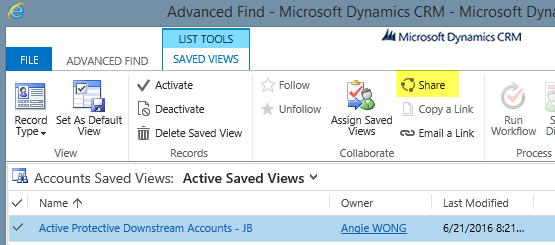 Advanced Find - Microsoft Dynamics CRM - Microsoft Dyna
LIST TOOLS
Microsoft Dynamics CRM
FILE ADVANCED FIND SAVED VIEWS
Record Type
Set As Default View
View
Activate
Deactivate
Delete Saved View
Records
Follow
Unfollow
Assign Saved Views
Share
Copy a Link
Email a Link
Collaborate
Run Workflow
S
Di
Process
Accounts Saved Views: Active Saved Views
Name Owner Last Modified
Active Protective Downstream Accounts - JB Angie WONG 6/21/2016 8:21...